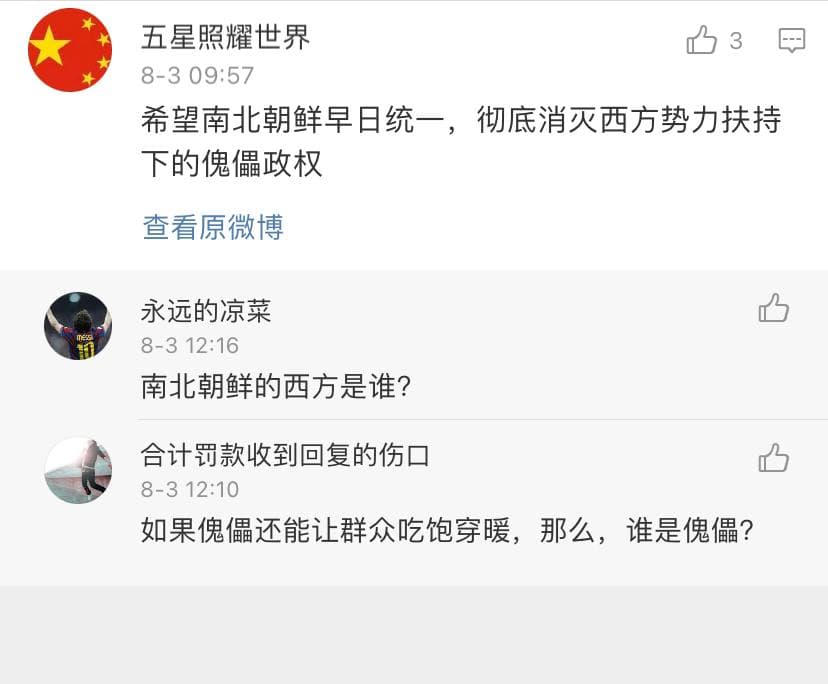 五星照耀世界
3
8-3 09:57
希望南北朝鲜早日统一，彻底消灭西方势力扶持
下的傀儡政权
查看原微博
永远的凉菜
8-3 12:16
南北朝鲜的西方是谁?
MESSI
10
合计罚款收到回复的伤口
8-3 12:10
如果傀儡还能让群众吃饱穿暖，那么，谁是傀儡?